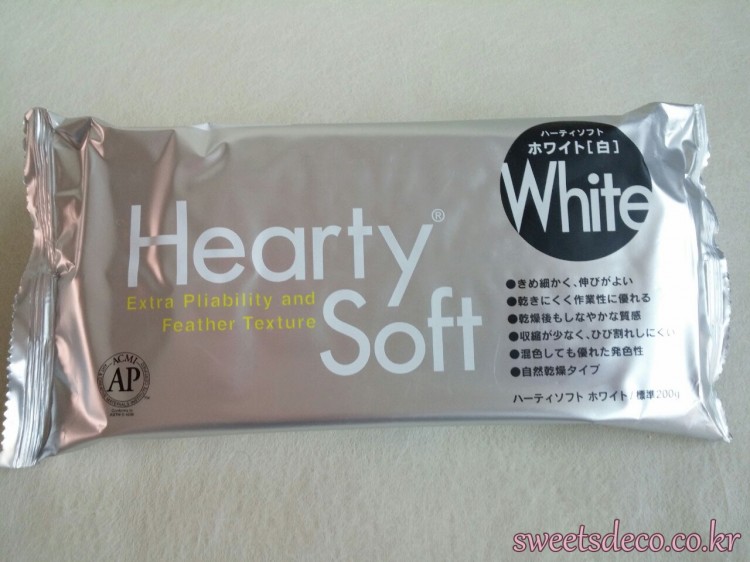 ハーティソフト
ホワイト[白]
White
Hearty®
Extra Pliability and
Feather Texture
Soft
●きめ細かく、伸びがよい
●乾きにくく作業性に優れる
●乾燥後もしなやかな質感
●収縮が少なく、ひび割れしにくい
●混色しても優れた発色性
●自然乾燥タイプ
ハーティソフト ホワイト/標準200g
ACMI
AP
sweetsdeco.co.kr